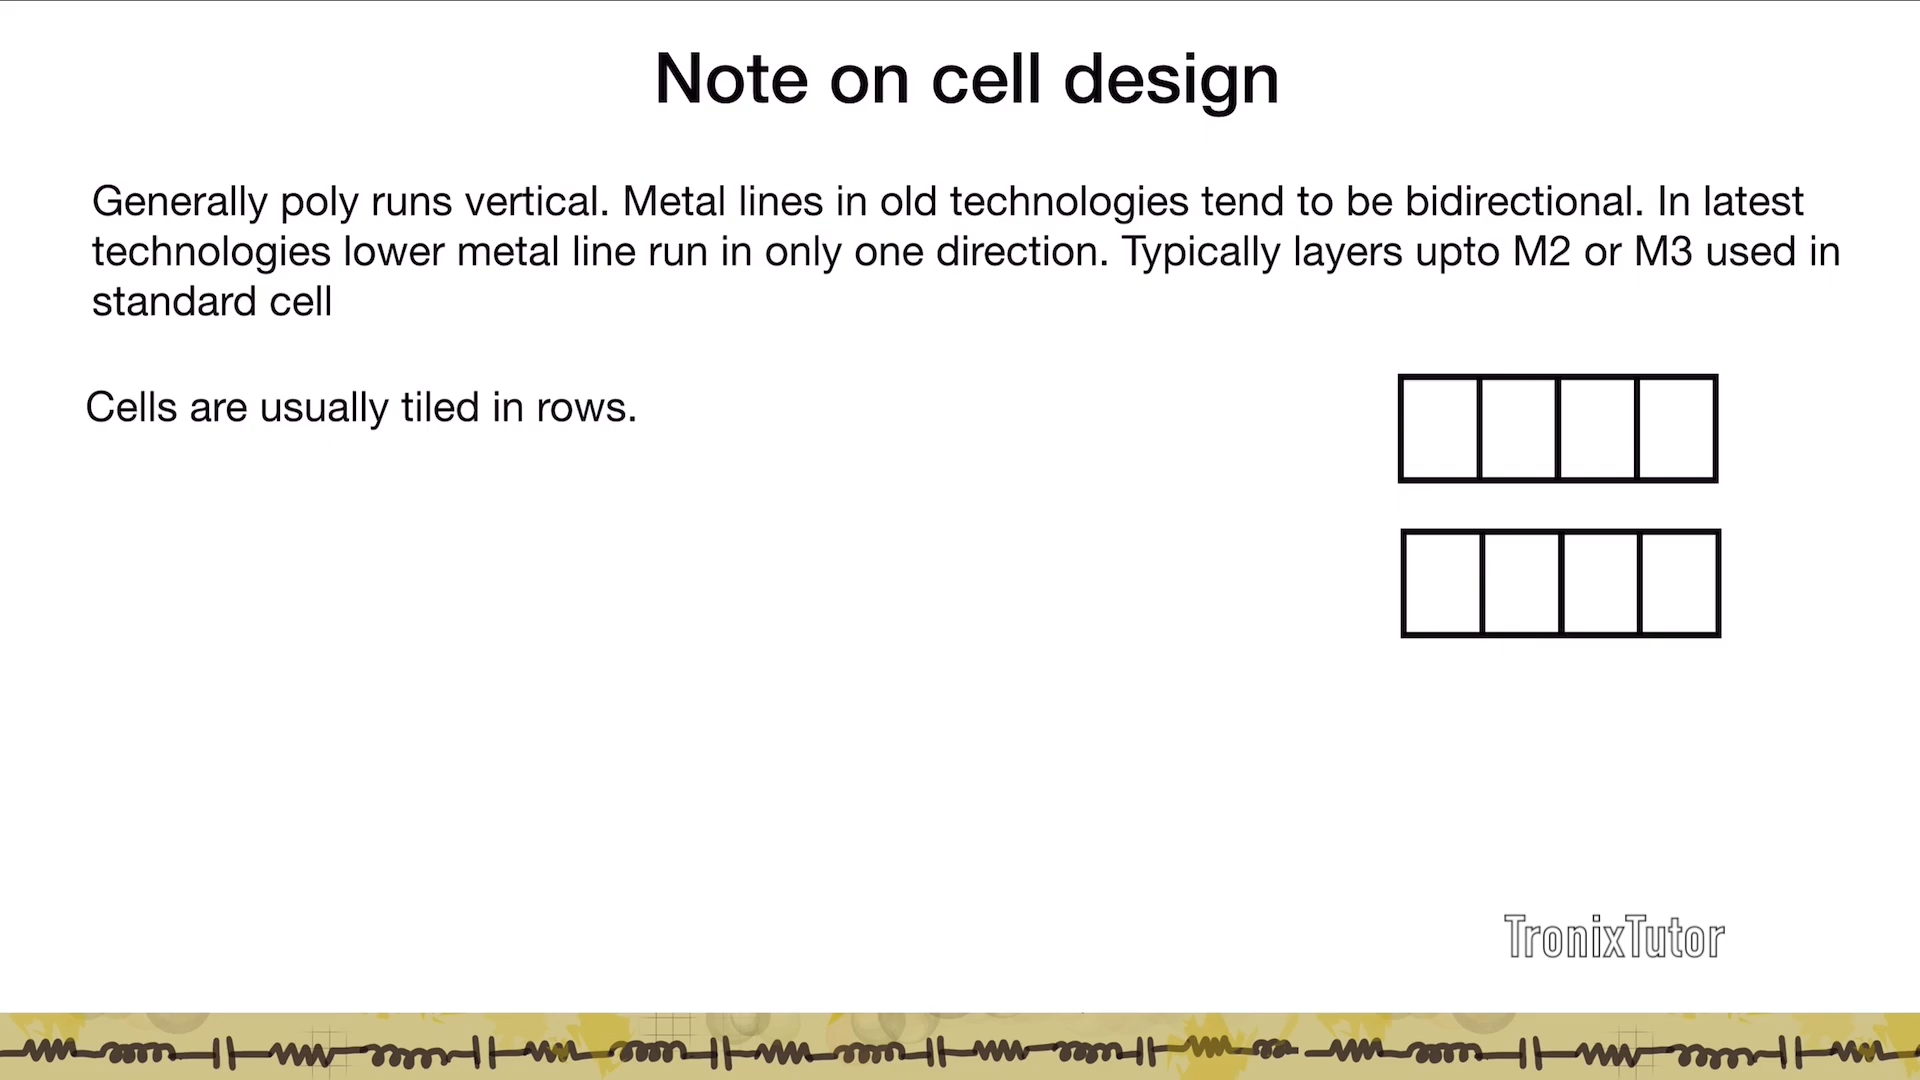 Note on cell design
Generally poly runs vertical. Metal lines in old technologies tend to be bidirectional. In latest
technologies lower metal line run in only one direction. Typically layers upto M2 or M3 used in
standard cell
Cells are usually tiled in rows.
TronixTutor